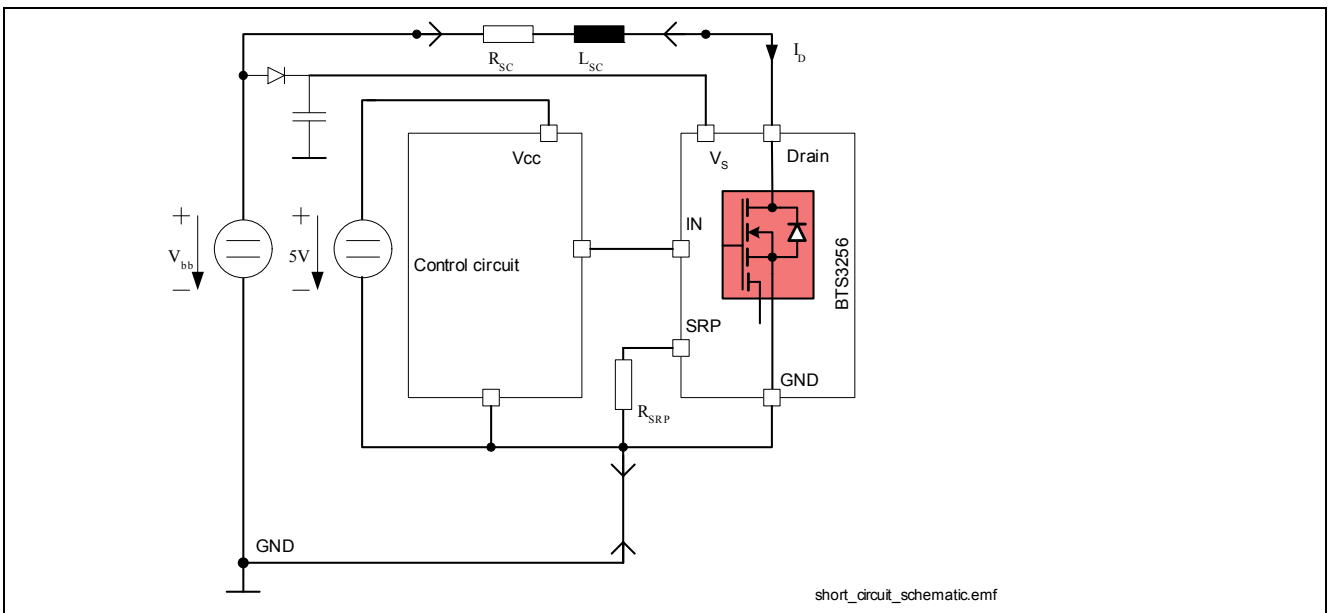 I_D
R_SC
L_SC
Vcc
V_S
Drain
IN
+
V_bb
−
+
5V
−
Control circuit
BTS3256
SRP
GND
R_SRP
GND
short_circuit_schematic.emf